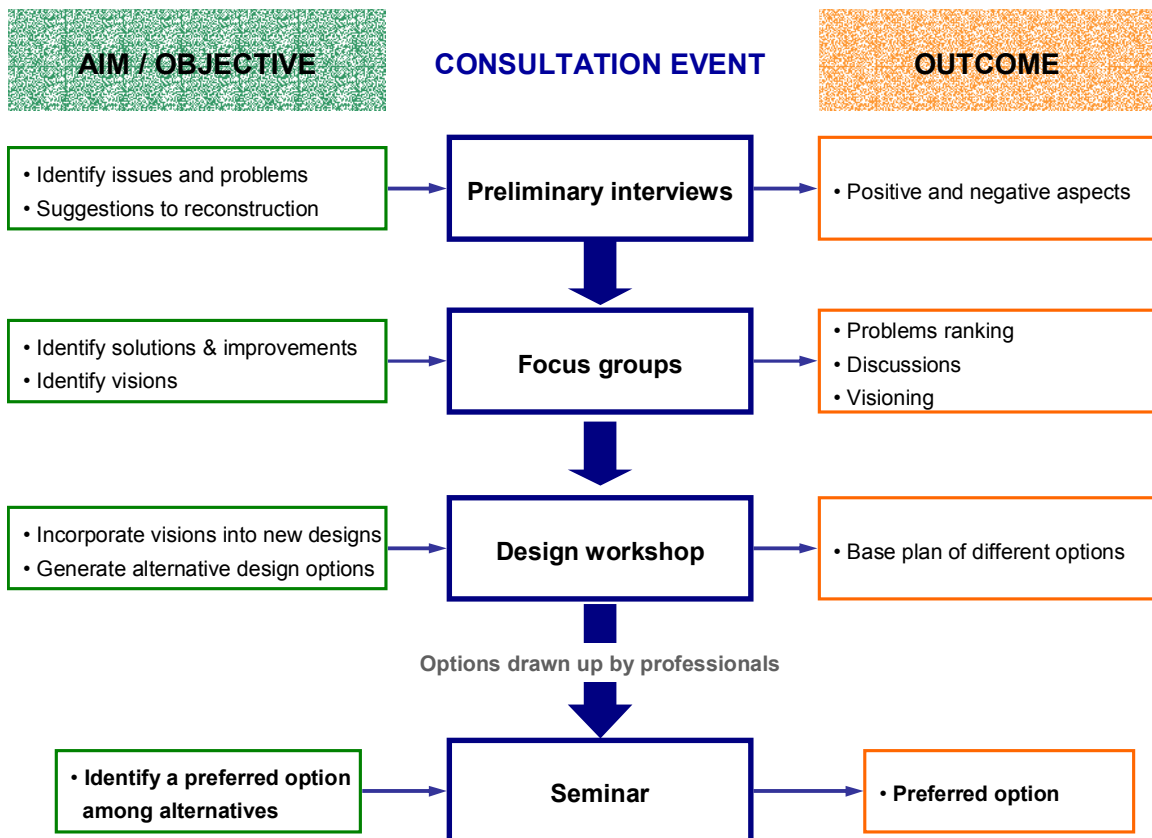 AIM / OBJECTIVE
CONSULTATION EVENT
OUTCOME
• Identify issues and problems
• Suggestions to reconstruction
Preliminary interviews
• Positive and negative aspects
• Identify solutions & improvements
• Identify visions
Focus groups
• Problems ranking
• Discussions
• Visioning
• Incorporate visions into new designs
• Generate alternative design options
Design workshop
• Base plan of different options
Options drawn up by professionals
• Identify a preferred option
among alternatives
Seminar
• Preferred option